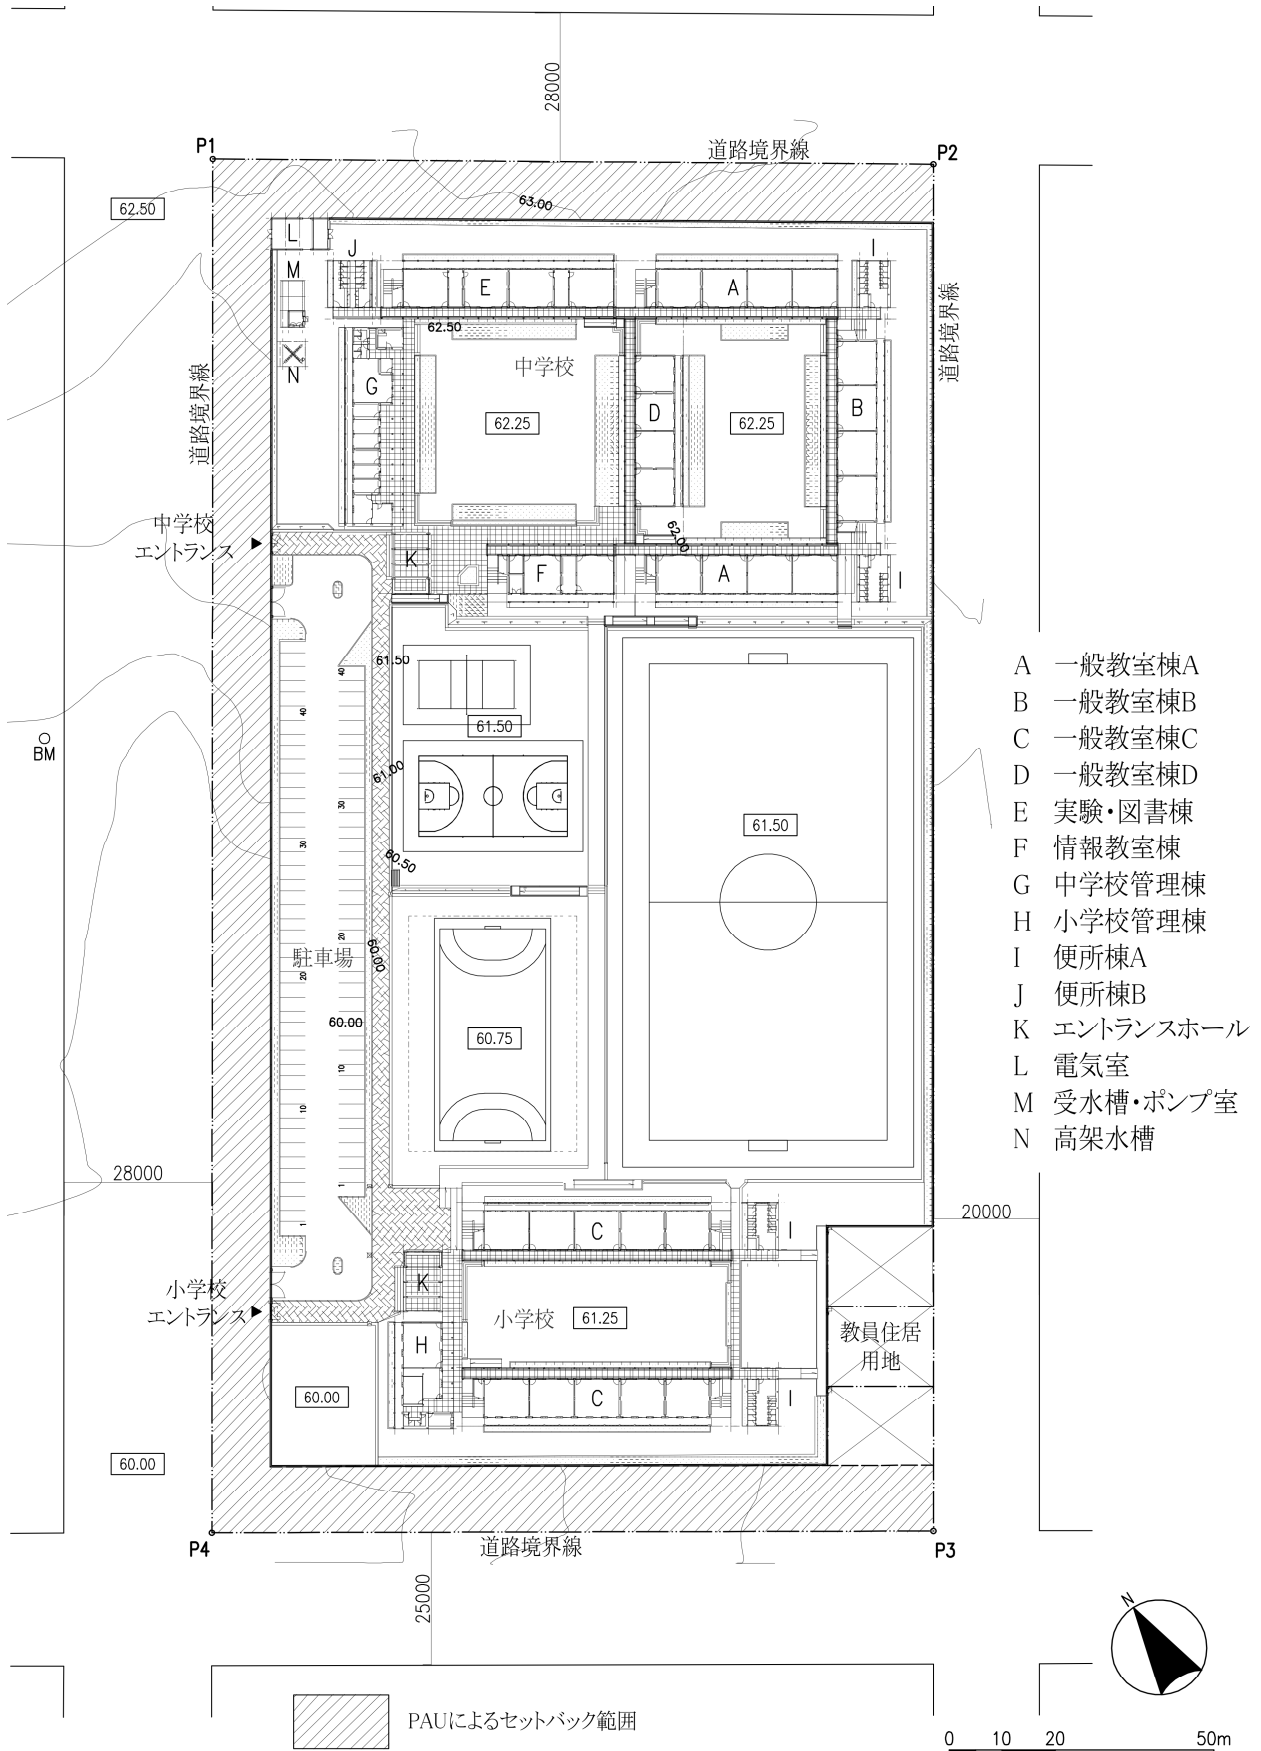 28000
P1
道路境界線
P2
62.50
63.00
L
J
I
M
E
A
62.50
中学校
道路境界線
N
G
道路境界線
D
B
62.25
62.25
中学校
エントランス
62.00
K
F
A
I
61.50
61.50
40
40
BM
61.00
61.50
30
30
60.50
20
駐車場
20
60.00
60.00
60.75
10
10
28000
1
1
20000
C
I
小学校
エントランス
K
小学校
61.25
教員住居
用地
H
60.00
C
I
60.00
P4
道路境界線
P3
25000
A 一般教室棟A
B 一般教室棟B
C 一般教室棟C
D 一般教室棟D
E 実験・図書棟
F 情報教室棟
G 中学校管理棟
H 小学校管理棟
I 便所棟A
J 便所棟B
K エントランスホール
L 電気室
M 受水槽・ポンプ室
N 高架水槽
N
PAUによるセットバック範囲
0 10 20 50m